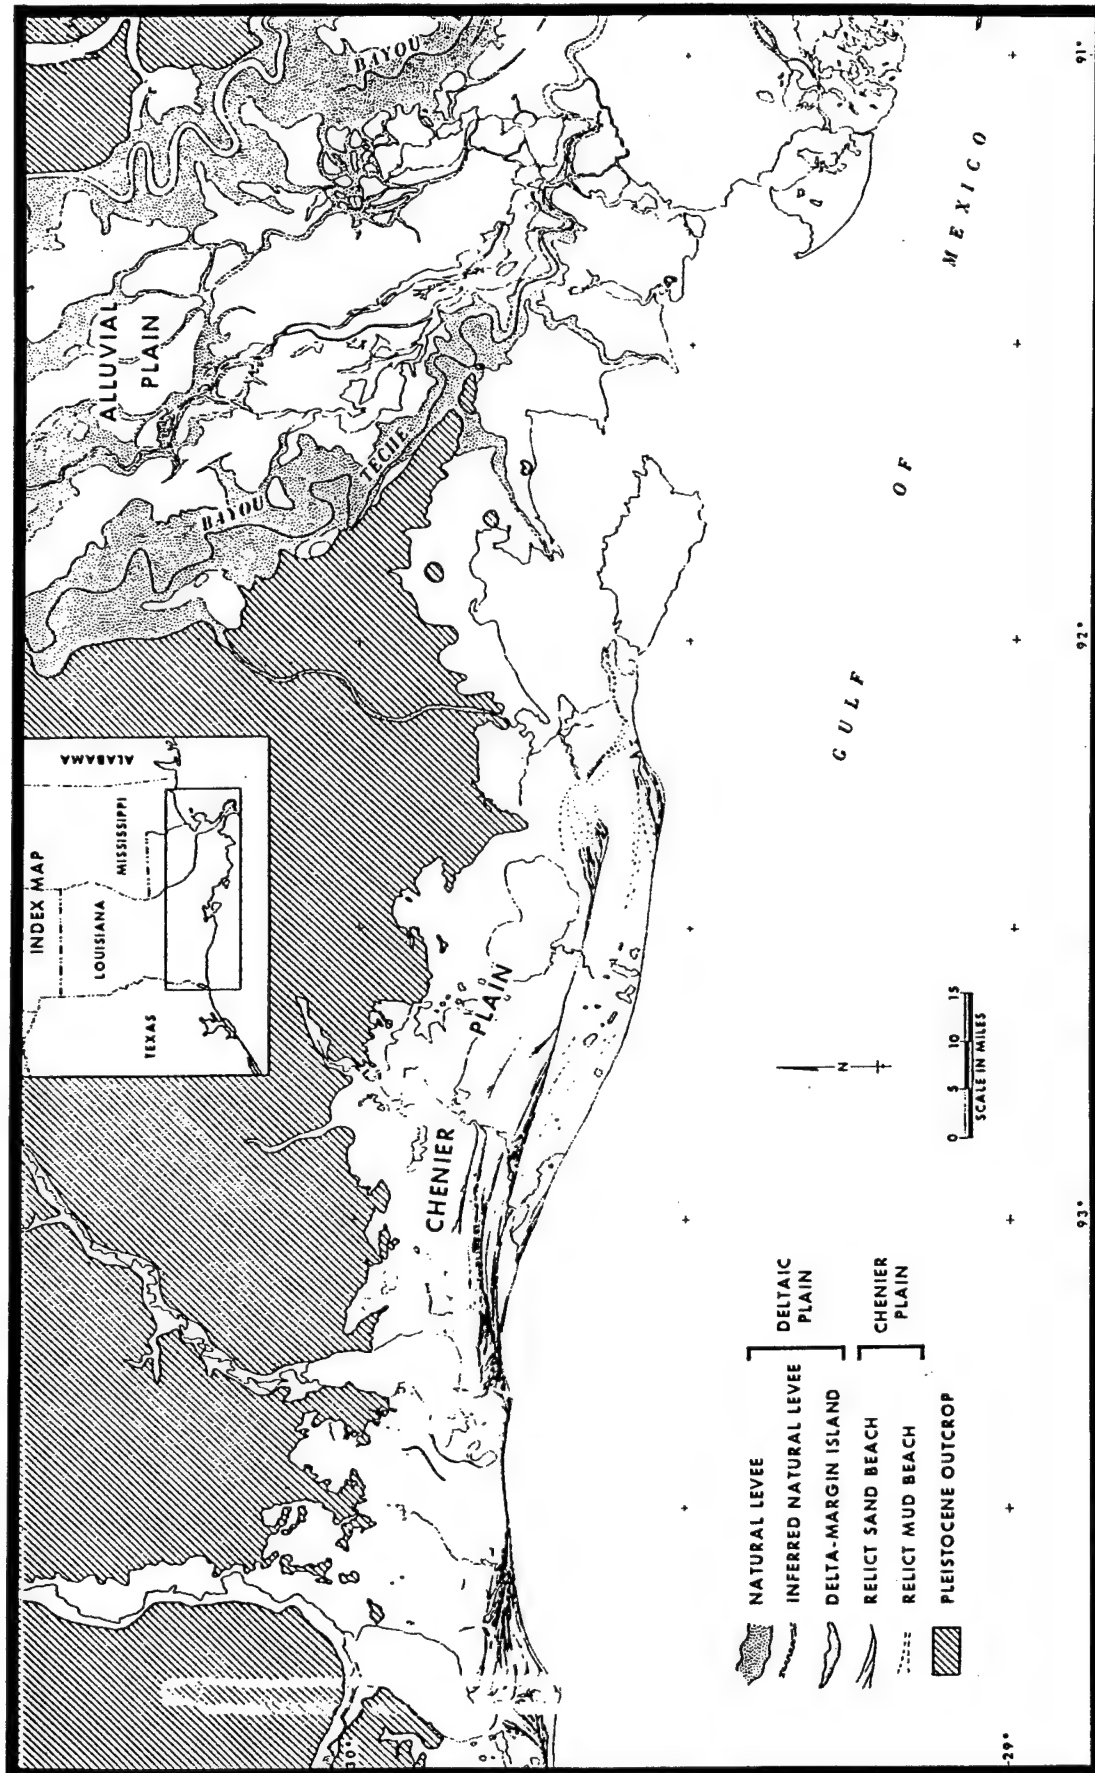 INDEX MAP
TEXAS
LOUISIANA
MISSISSIPPI
ALABAMA
ALLUVIAL
PLAIN
BAYOU
TECHE
BAYOU
CHENIER
PLAIN
GULF
OF
MEXICO
N
0 5 10 15
SCALE IN MILES
NATURAL LEVEE
INFERRED NATURAL LEVEE
DELTA-MARGIN ISLAND
RELICT SAND BEACH
RELICT MUD BEACH
PLEISTOCENE OUTCROP
DELTAIC
PLAIN
CHENIER
PLAIN
30°
29°
93°
92°
91°